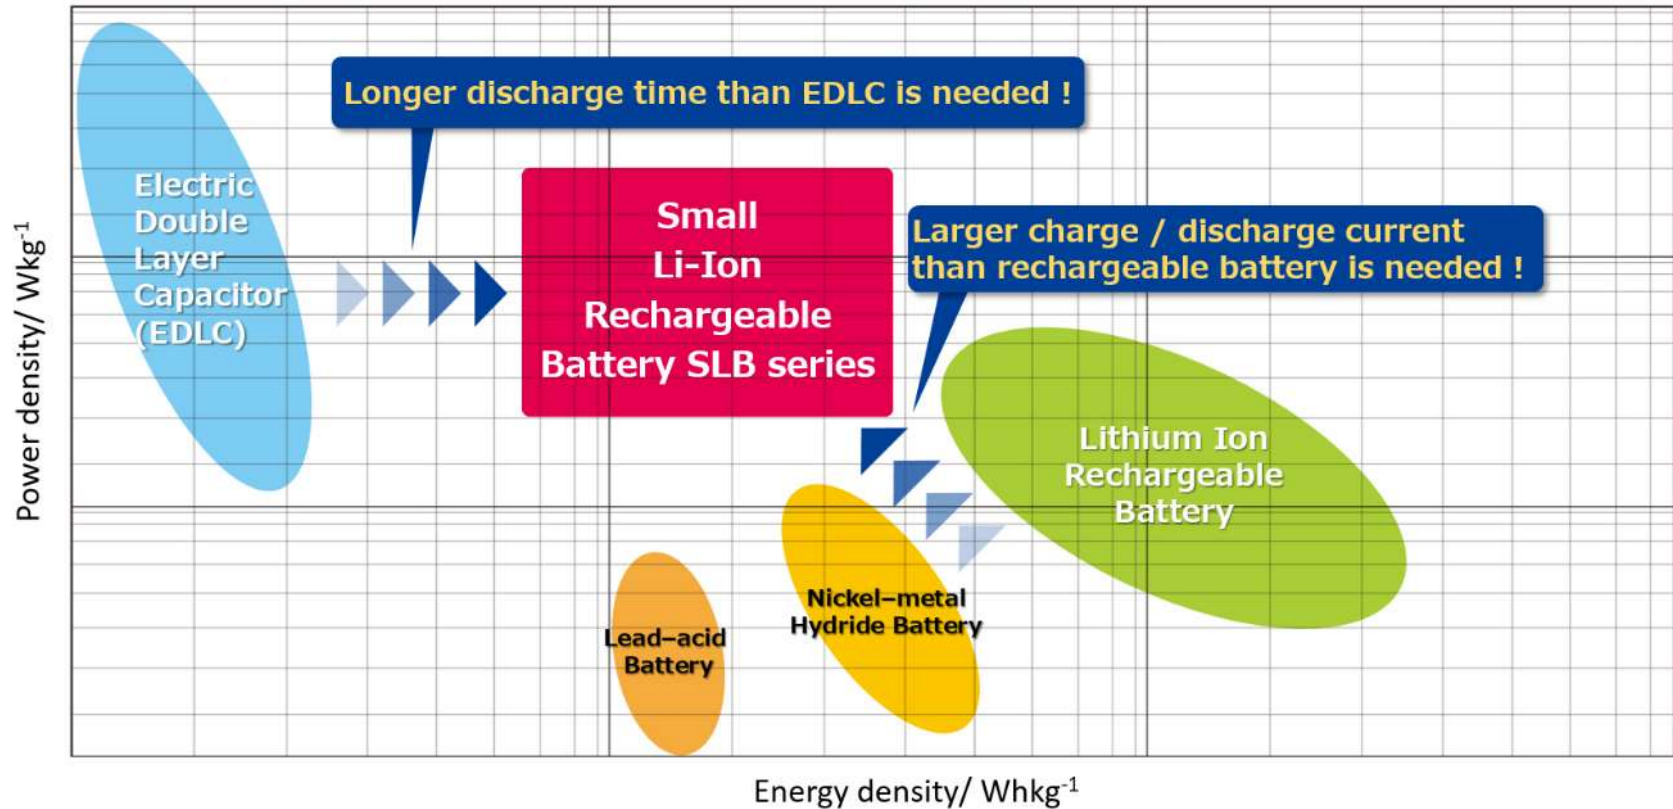 Longer discharge time than EDLC is needed !
Electric
Double
Layer
Capacitor
(EDLC)
Small
Li-Ion
Rechargeable
Battery SLB series
Larger charge / discharge current
than rechargeable battery is needed !
Power density/ Wkg⁻¹
Lithium Ion
Rechargeable
Battery
Nickel–metal
Hydride Battery
Lead–acid
Battery
Energy density/ Whkg⁻¹